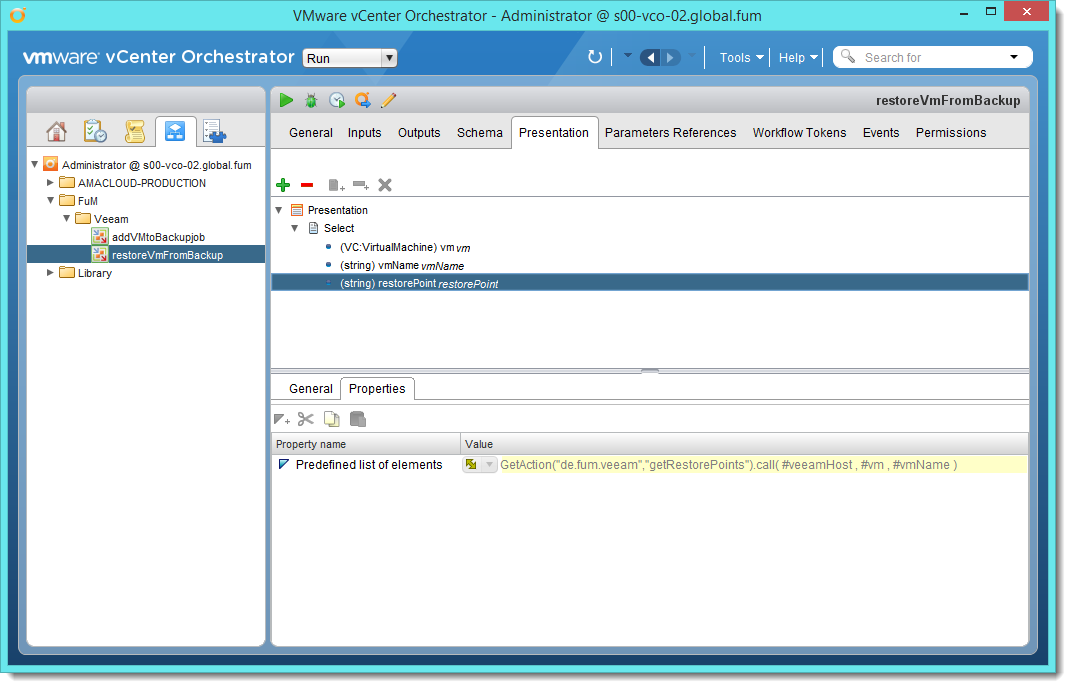 VMware vCenter Orchestrator - Administrator @ s00-vco-02.global.fum
vmware vCenter Orchestrator Run Tools Help Search for
restoreVmFromBackup
General Inputs Outputs Schema Presentation Parameters References Workflow Tokens Events Permissions
Administrator @ s00-vco-02.global.fum
AMACLOUD-PRODUCTION
FuM
Veeam
addVMtoBackupjob
restoreVmFromBackup
Library
Presentation
Select
(VC:VirtualMachine) vm vm
(string) vmName vmName
(string) restorePoint restorePoint
General Properties
Property name Value
Predefined list of elements GetAction("de.fum.veeam","getRestorePoints").call( #veeamHost , #vm , #vmName )